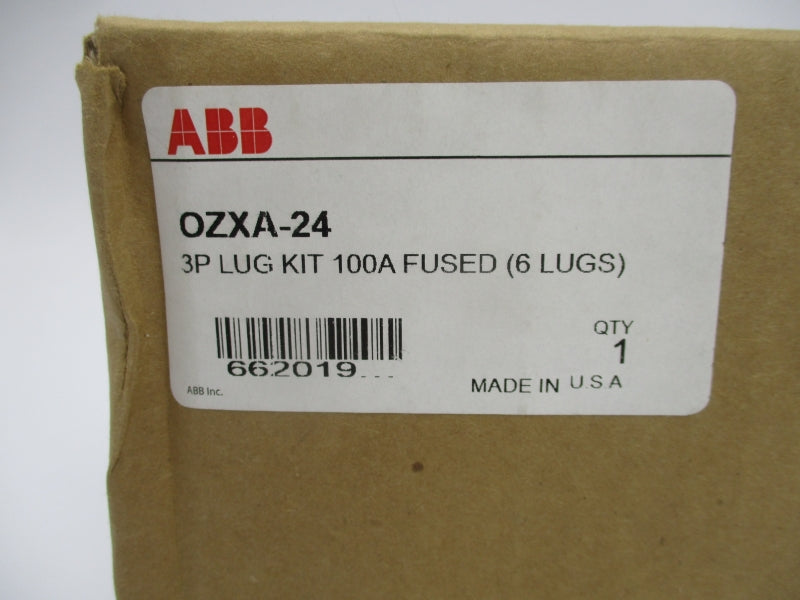 ABB
OZXA-24
3P LUG KIT 100A FUSED (6 LUGS)
QTY
1
662019...
MADE IN U.S.A
ABB Inc.